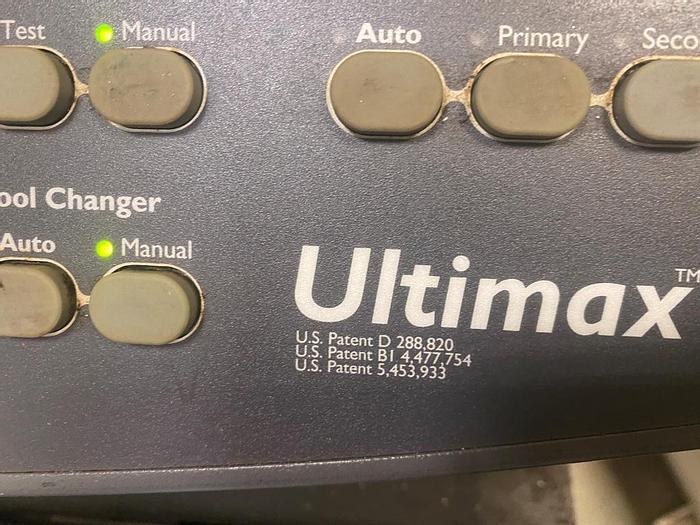 Test Manual Auto Primary Seco
ool Changer
Auto Manual
Ultimax™
U.S. Patent D 288,820
U.S. Patent B1 4,477,754
U.S. Patent 5,453,933